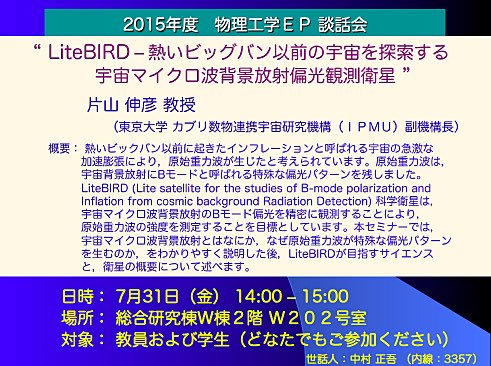 2015年度　物理工学ＥＰ 談話会
“ LiteBIRD – 熱いビッグバン以前の宇宙を探索する
宇宙マイクロ波背景放射偏光観測衛星 ”
片山 伸彦 教授
（東京大学 カブリ数物連携宇宙研究機構（ＩＰＭＵ）副機構長）
概要： 熱いビックバン以前に起きたインフレーションと呼ばれる宇宙の急激な
加速膨張により，原始重力波が生じたと考えられています。原始重力波は，
宇宙背景放射にBモードと呼ばれる特殊な偏光パターンを残しました。
LiteBIRD (Lite satellite for the studies of B-mode polarization and
Inflation from cosmic background Radiation Detection) 科学衛星は，
宇宙マイクロ波背景放射のBモード偏光を精密に観測することにより，
原始重力波の強度を測定することを目標としています。本セミナーでは，
宇宙マイクロ波背景放射とはなにか，なぜ原始重力波が特殊な偏光パターン
を生むのか，をわかりやすく説明した後，LiteBIRDが目指すサイエンス
と，衛星の概要について述べます。
日時： 7月31日（金） 14:00 – 15:00
場所： 総合研究棟W棟２階 Ｗ２０２号室
対象： 教員および学生（どなたでもご参加ください）
世話人：中村 正吾 （内線：3357）